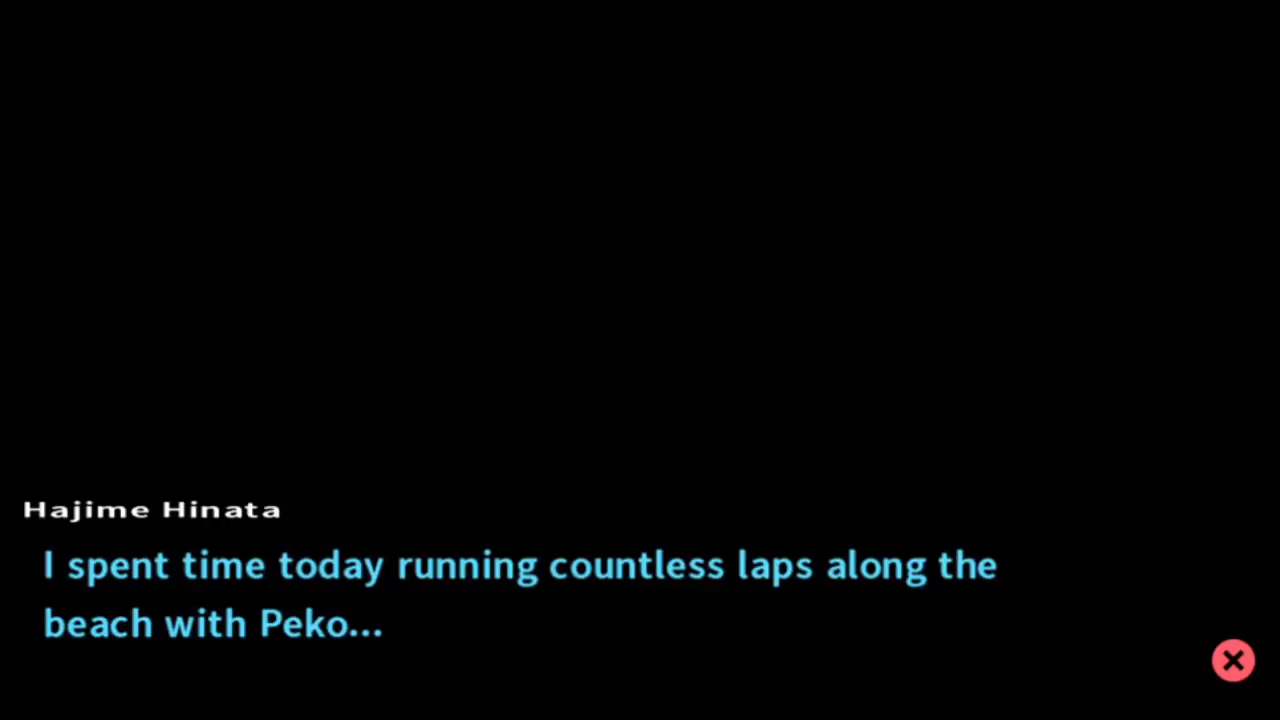 Hajime Hinata
I spent time today running countless laps along the
beach with Peko...